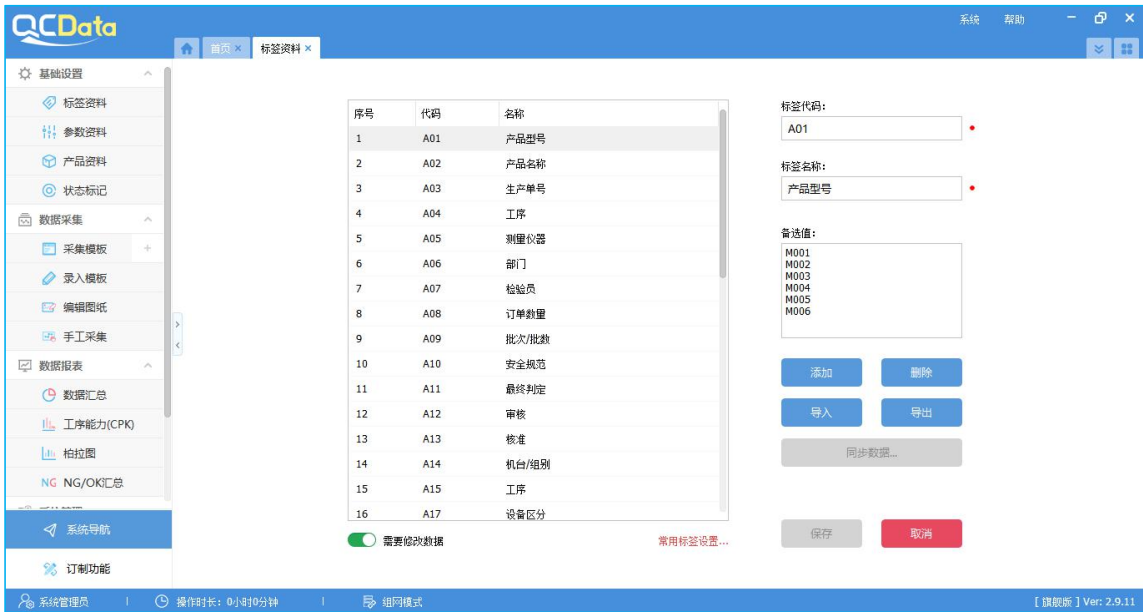 QCData
系统 帮助
首页 标签资料
基础设置
标签资料
参数资料
产品资料
状态标记
数据采集
采集模板
录入模板
编辑图纸
手工采集
数据报表
数据汇总
工序能力(CPK)
柏拉图
NG NG/OK汇总
系统导航
订制功能
序号 代码 名称
1 A01 产品型号
2 A02 产品名称
3 A03 生产单号
4 A04 工序
5 A05 测量仪器
6 A06 部门
7 A07 检验员
8 A08 订单数量
9 A09 批次/批数
10 A10 安全规范
11 A11 最终判定
12 A12 审核
13 A13 核准
14 A14 机台/组别
15 A15 工序
16 A17 设备区分
需要修改数据
常用标签设置...
标签代码:
A01
标签名称:
产品型号
备选值:
M001
M002
M003
M004
M005
M006
添加 删除
导入 导出
同步数据...
保存 取消
系统管理员 操作时长: 0小时0分钟 组网模式 [ 旗舰版 ] Ver: 2.9.11